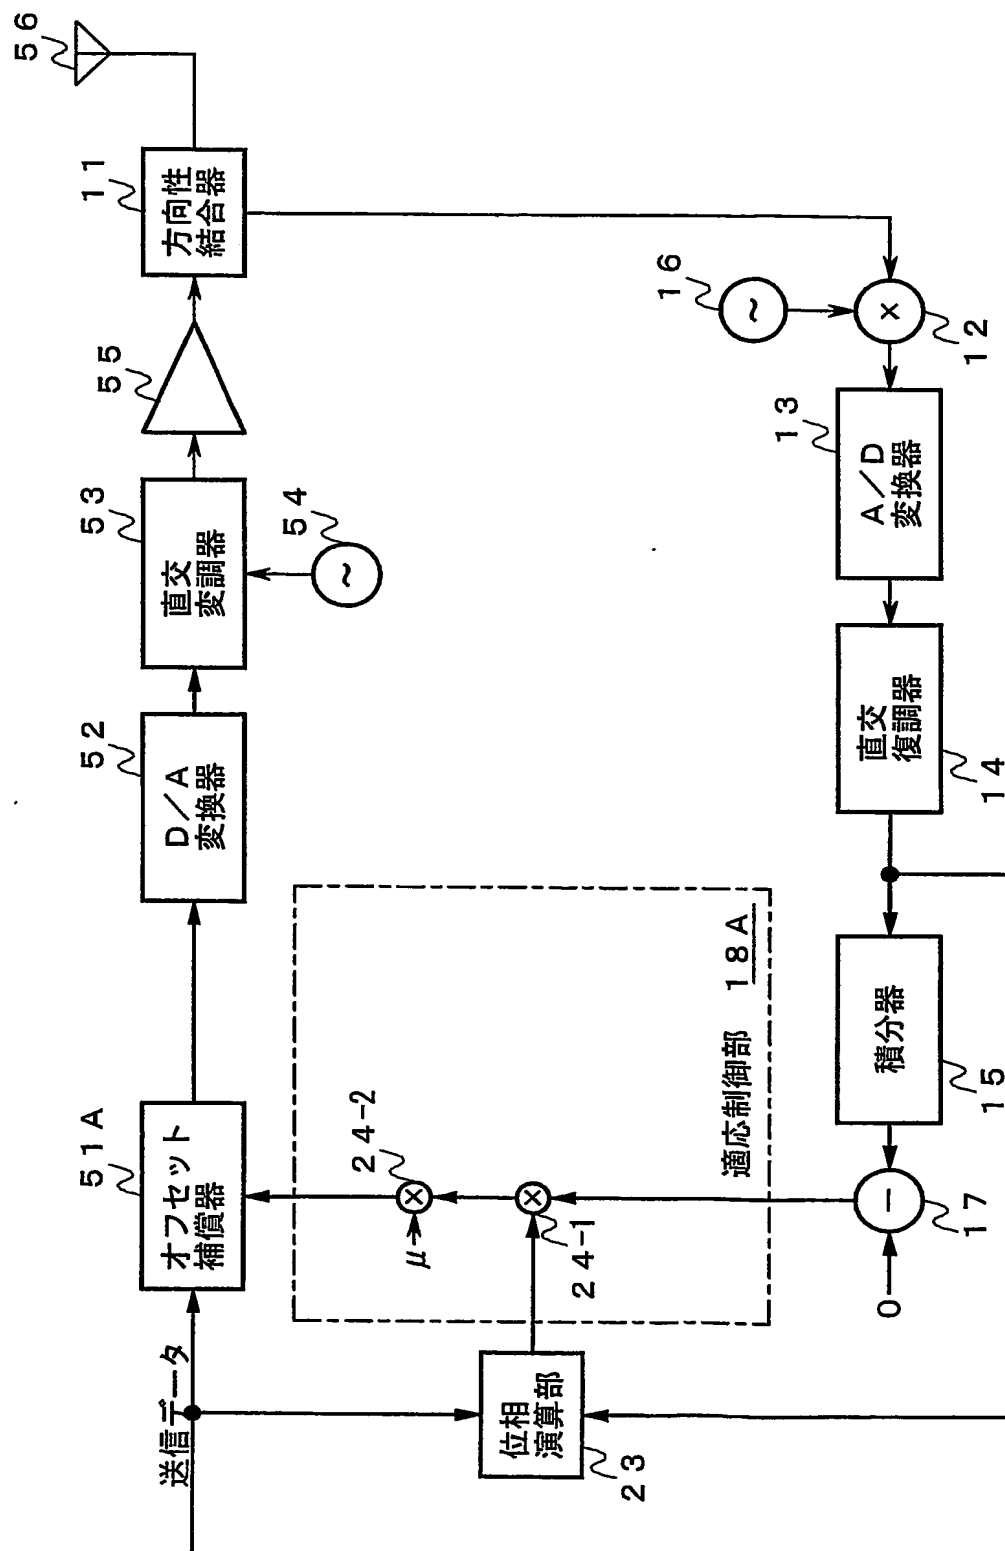 送信データ
51A
オフセット
補償器
52
D/A
変換器
53
直交
変調器
54
~
55
11
方向性
結合器
56
位相
演算部
23
μ
×
24-2
×
24-1
適応制御部 18A
16
~
×
12
13
A/D
変換器
直交
復調器
14
積分器
15
−
17
0